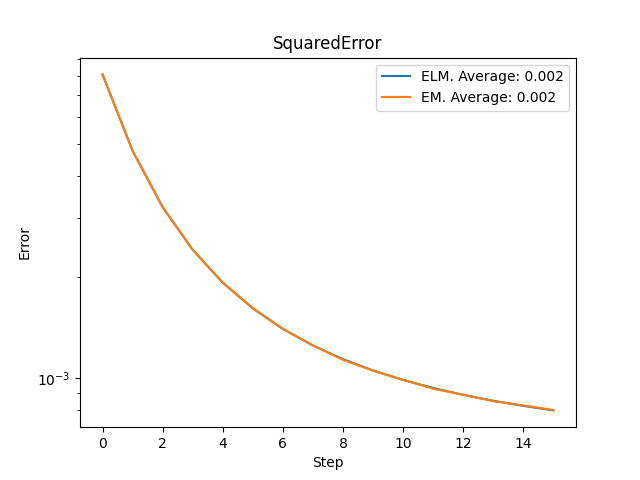 SquaredError
ELM. Average: 0.002
EM. Average: 0.002
Error
10⁻³
0 2 4 6 8 10 12 14
Step